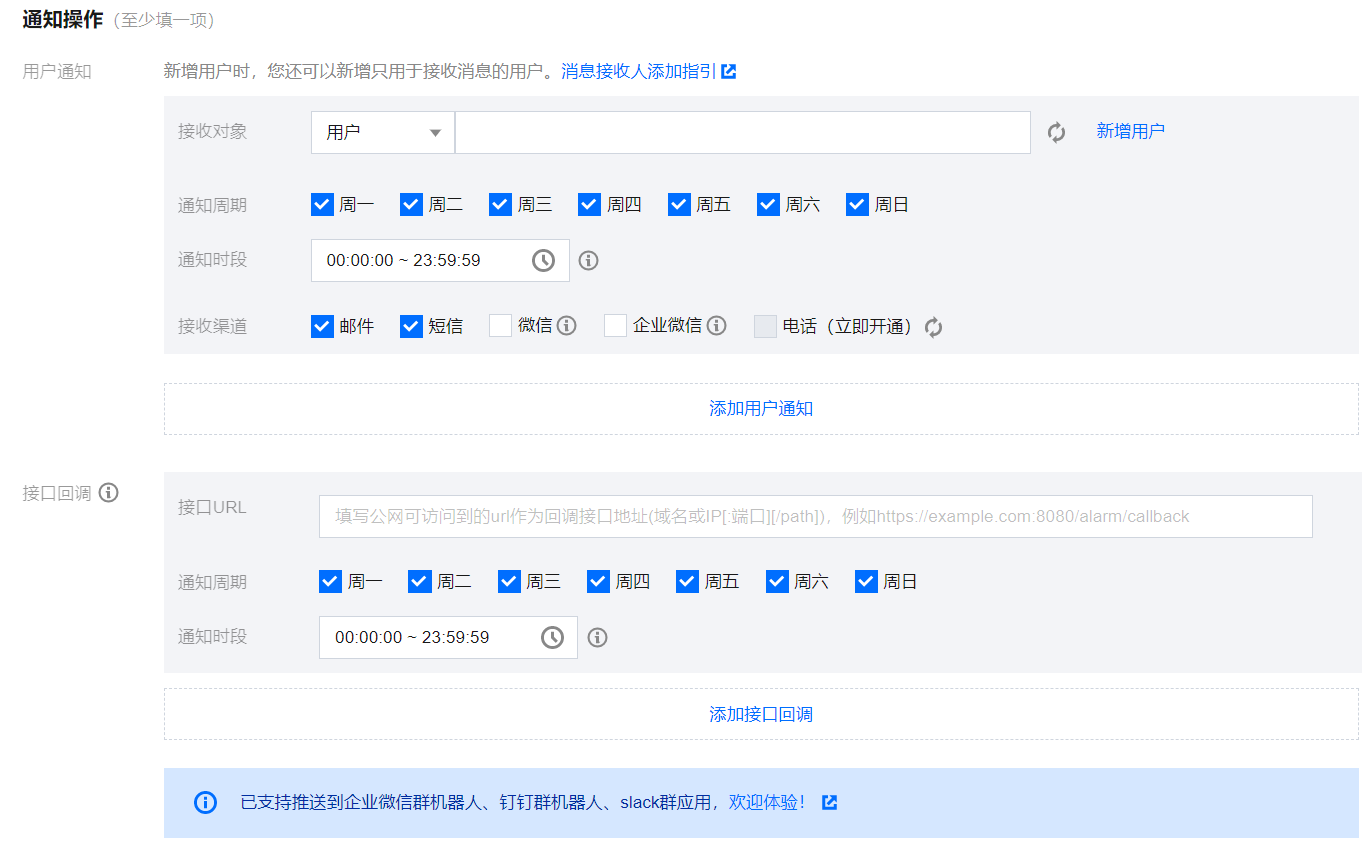 通知操作（至少填一项）
用户通知 新增用户时，您还可以新增只用于接收消息的用户。消息接收人添加指引
接收对象 用户 新增用户
通知周期 周一 周二 周三 周四 周五 周六 周日
通知时段 00:00:00 ~ 23:59:59
接收渠道 邮件 短信 微信 企业微信 电话（立即开通）
添加用户通知
接口回调
接口URL 填写公网可访问到的url作为回调接口地址(域名或IP[:端口][/path])，例如https://example.com:8080/alarm/callback
通知周期 周一 周二 周三 周四 周五 周六 周日
通知时段 00:00:00 ~ 23:59:59
添加接口回调
已支持推送到企业微信群机器人、钉钉群机器人、slack群应用，欢迎体验！